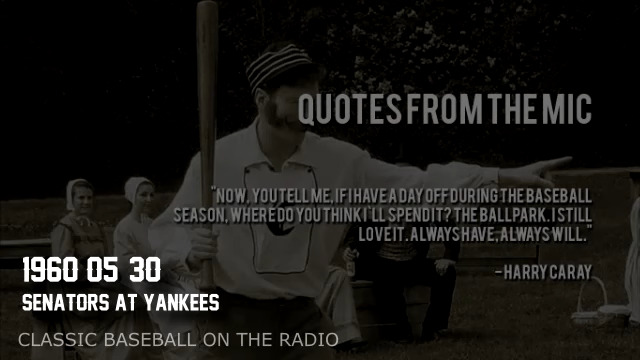 QUOTES FROM THE MIC
"NOW, YOU TELL ME, IF I HAVE A DAY OFF DURING THE BASEBALL
SEASON, WHERE DO YOU THINK I`LL SPEND IT? THE BALLPARK. I STILL
LOVE IT. ALWAYS HAVE, ALWAYS WILL."
-HARRY CARAY
1960 05 30
SENATORS AT YANKEES
CLASSIC BASEBALL ON THE RADIO